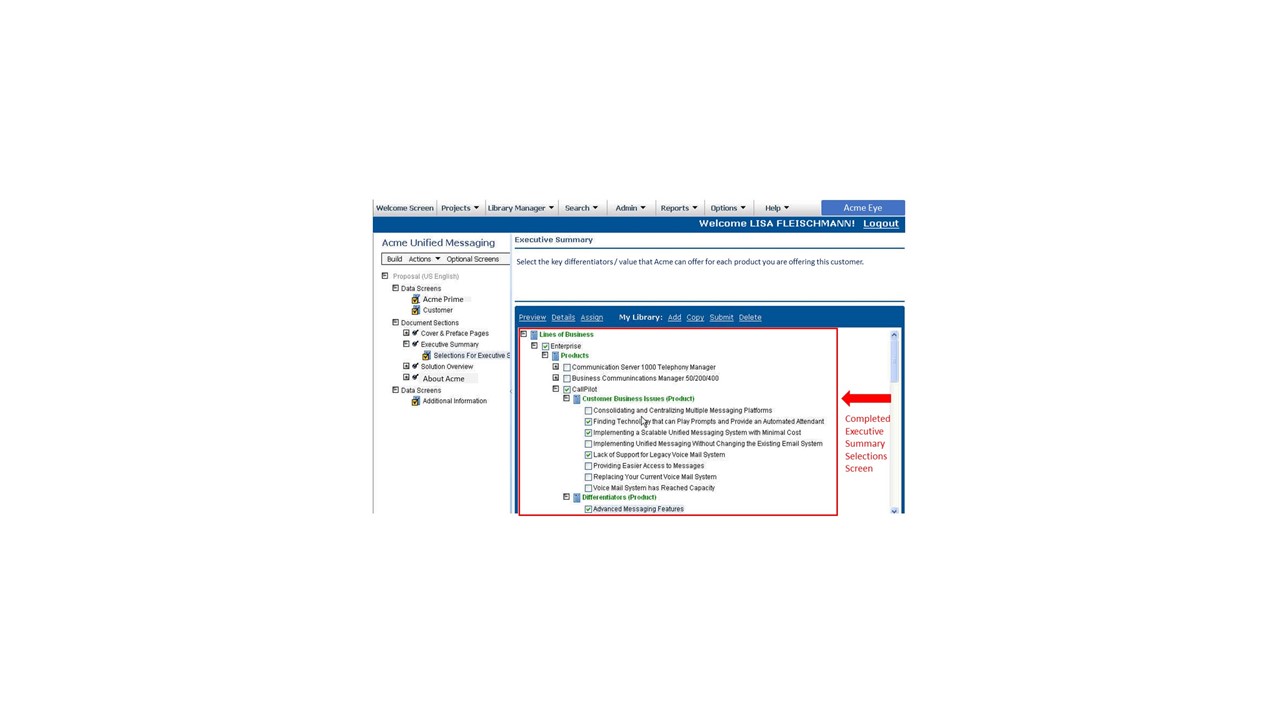 Welcome Screen Projects Library Manager Search Admin Reports Options Help Acme Eye
Welcome LISA FLEISCHMANN! Logout
Acme Unified Messaging
Build Actions Optional Screens
Proposal (US English)
Data Screens
Acme Prime
Customer
Document Sections
Cover & Preface Pages
Executive Summary
Selections For Executive S
Solution Overview
About Acme
Data Screens
Additional Information
Executive Summary
Select the key differentiators/ value that Acme can offer for each product you are offering this customer.
Preview Details Assign My Library: Add Copy Submit Delete
Lines of Business
Enterprise
Products
Communication Server 1000 Telephony Manager
Business Communincations Manager 50/200/400
CallPilot
Customer Business Issues (Product)
Consolidating and Centralizing Multiple Messaging Platforms
Finding Technology that can Play Prompts and Provide an Automated Attendant
Implementing a Scalable Unified Messaging System with Minimal Cost
Implementing Unified Messaging Without Changing the Existing Email System
Lack of Support for Legacy Voice Mail System
Providing Easier Access to Messages
Replacing Your Current Voice Mail System
Voice Mail System has Reached Capacity
Differentiators (Product)
Advanced Messaging Features
Completed
Executive
Summary
Selections
Screen